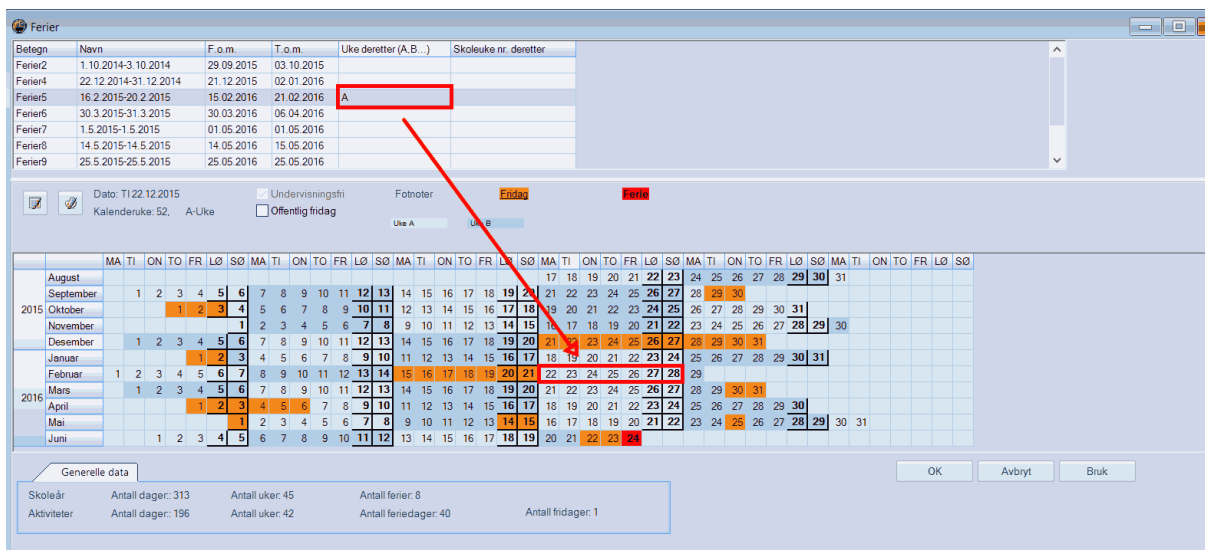 Ferier
Betegn Navn F.o.m. T.o.m. Uke deretter (A,B...) Skoleuke nr. deretter
Ferier2 1.10.2014-3.10.2014 29.09.2015 03.10.2015
Ferier4 22.12.2014-31.12.2014 21.12.2015 02.01.2016
Ferier5 16.2.2015-20.2.2015 15.02.2016 21.02.2016 A
Ferier6 30.3.2015-31.3.2015 30.03.2016 06.04.2016
Ferier7 1.5.2015-1.5.2015 01.05.2016 01.05.2016
Ferier8 14.5.2015-14.5.2015 14.05.2016 15.05.2016
Ferier9 25.5.2015-25.5.2015 25.05.2016 25.05.2016
Dato: TI 22.12.2015 Undervisningsfri Fotnoter Fridag Ferie
Kalenderuke: 52, A-Uke Offentlig fridag
Uke A Uke B
MA TI ON TO FR LØ SØ MA TI ON TO FR LØ SØ MA TI ON TO FR LØ SØ MA TI ON TO FR LØ SØ MA TI ON TO FR LØ SØ MA TI ON TO FR LØ SØ
August 17 18 19 20 21 22 23 24 25 26 27 28 29 30 31
September 1 2 3 4 5 6 7 8 9 10 11 12 13 14 15 16 17 18 19 20 21 22 23 24 25 26 27 28 29 30
2015 Oktober 1 2 3 4 5 6 7 8 9 10 11 12 13 14 15 16 17 18 19 20 21 22 23 24 25 26 27 28 29 30 31
November 1 2 3 4 5 6 7 8 9 10 11 12 13 14 15 16 17 18 19 20 21 22 23 24 25 26 27 28 29 30
Desember 1 2 3 4 5 6 7 8 9 10 11 12 13 14 15 16 17 18 19 20 21 22 23 24 25 26 27 28 29 30 31
Januar 1 2 3 4 5 6 7 8 9 10 11 12 13 14 15 16 17 18 19 20 21 22 23 24 25 26 27 28 29 30 31
Februar 1 2 3 4 5 6 7 8 9 10 11 12 13 14 15 16 17 18 19 20 21 22 23 24 25 26 27 28 29
Mars 1 2 3 4 5 6 7 8 9 10 11 12 13 14 15 16 17 18 19 20 21 22 23 24 25 26 27 28 29 30 31
2016 April 1 2 3 4 5 6 7 8 9 10 11 12 13 14 15 16 17 18 19 20 21 22 23 24 25 26 27 28 29 30
Mai 1 2 3 4 5 6 7 8 9 10 11 12 13 14 15 16 17 18 19 20 21 22 23 24 25 26 27 28 29 30 31
Juni 1 2 3 4 5 6 7 8 9 10 11 12 13 14 15 16 17 18 19 20 21 22 23 24
Generelle data OK Avbryt Bruk
Skoleår Antall dager:: 313 Antall uker: 45 Antall ferier: 8
Aktiviteter Antall dager:: 196 Antall uker: 42 Antall feriedager: 40 Antall fridager: 1